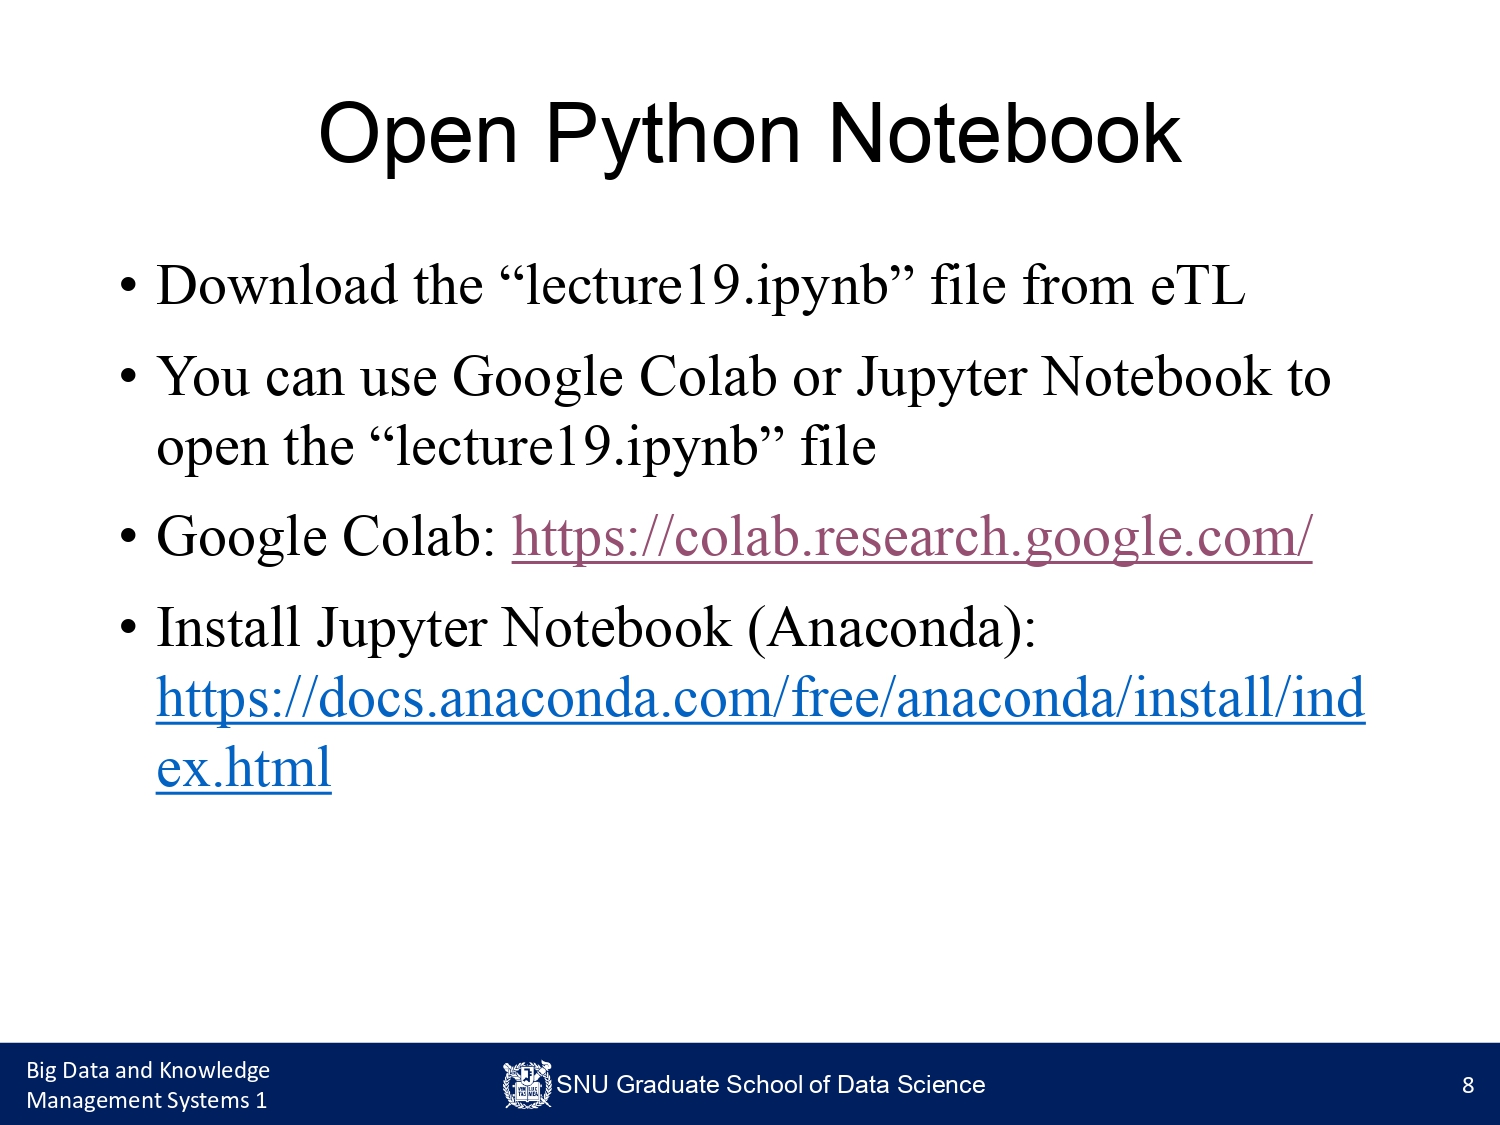 Open Python Notebook
• Download the “lecture19.ipynb” file from eTL
• You can use Google Colab or Jupyter Notebook to
open the “lecture19.ipynb” file
• Google Colab: https://colab.research.google.com/
• Install Jupyter Notebook (Anaconda):
https://docs.anaconda.com/free/anaconda/install/ind
ex.html
Big Data and Knowledge
Management Systems 1
SNU Graduate School of Data Science
8